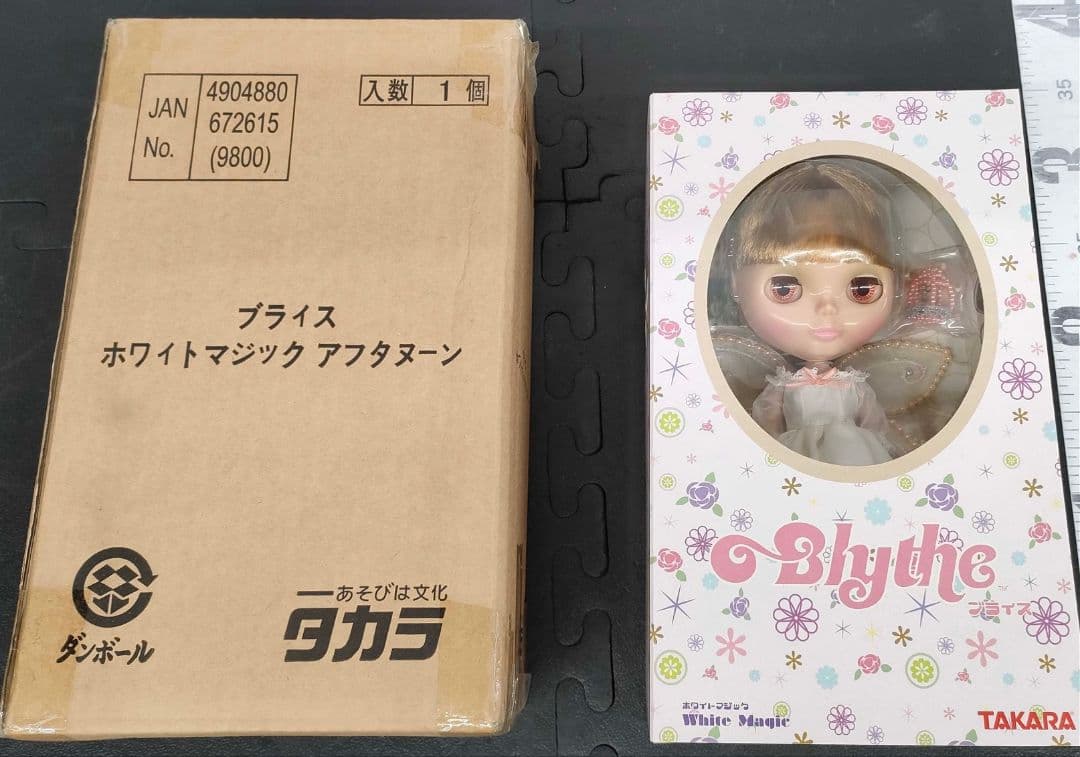 JAN No.
4904880
672615
(9800)
入数 1 個
ブライス
ホワイトマジック アフタヌーン
ダンボール
あそびは文化
タカラ
Blythe
ブライス
ホワイトマジック
White Magic
TAKARA
35
3